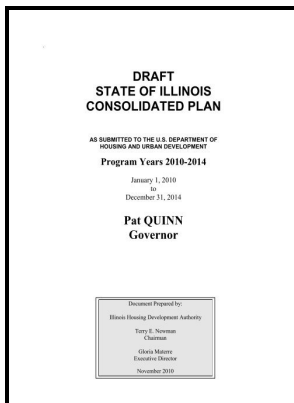 DRAFT
STATE OF ILLINOIS
CONSOLIDATED PLAN
AS SUBMITTED TO THE U.S. DEPARTMENT OF
HOUSING AND URBAN DEVELOPMENT
Program Years 2010-2014
January 1, 2010
to
December 31, 2014
Pat QUINN
Governor
Document Prepared by:
Illinois Housing Development Authority
Terry E. Newman
Chairman
Gloria Materre
Executive Director
November 2010